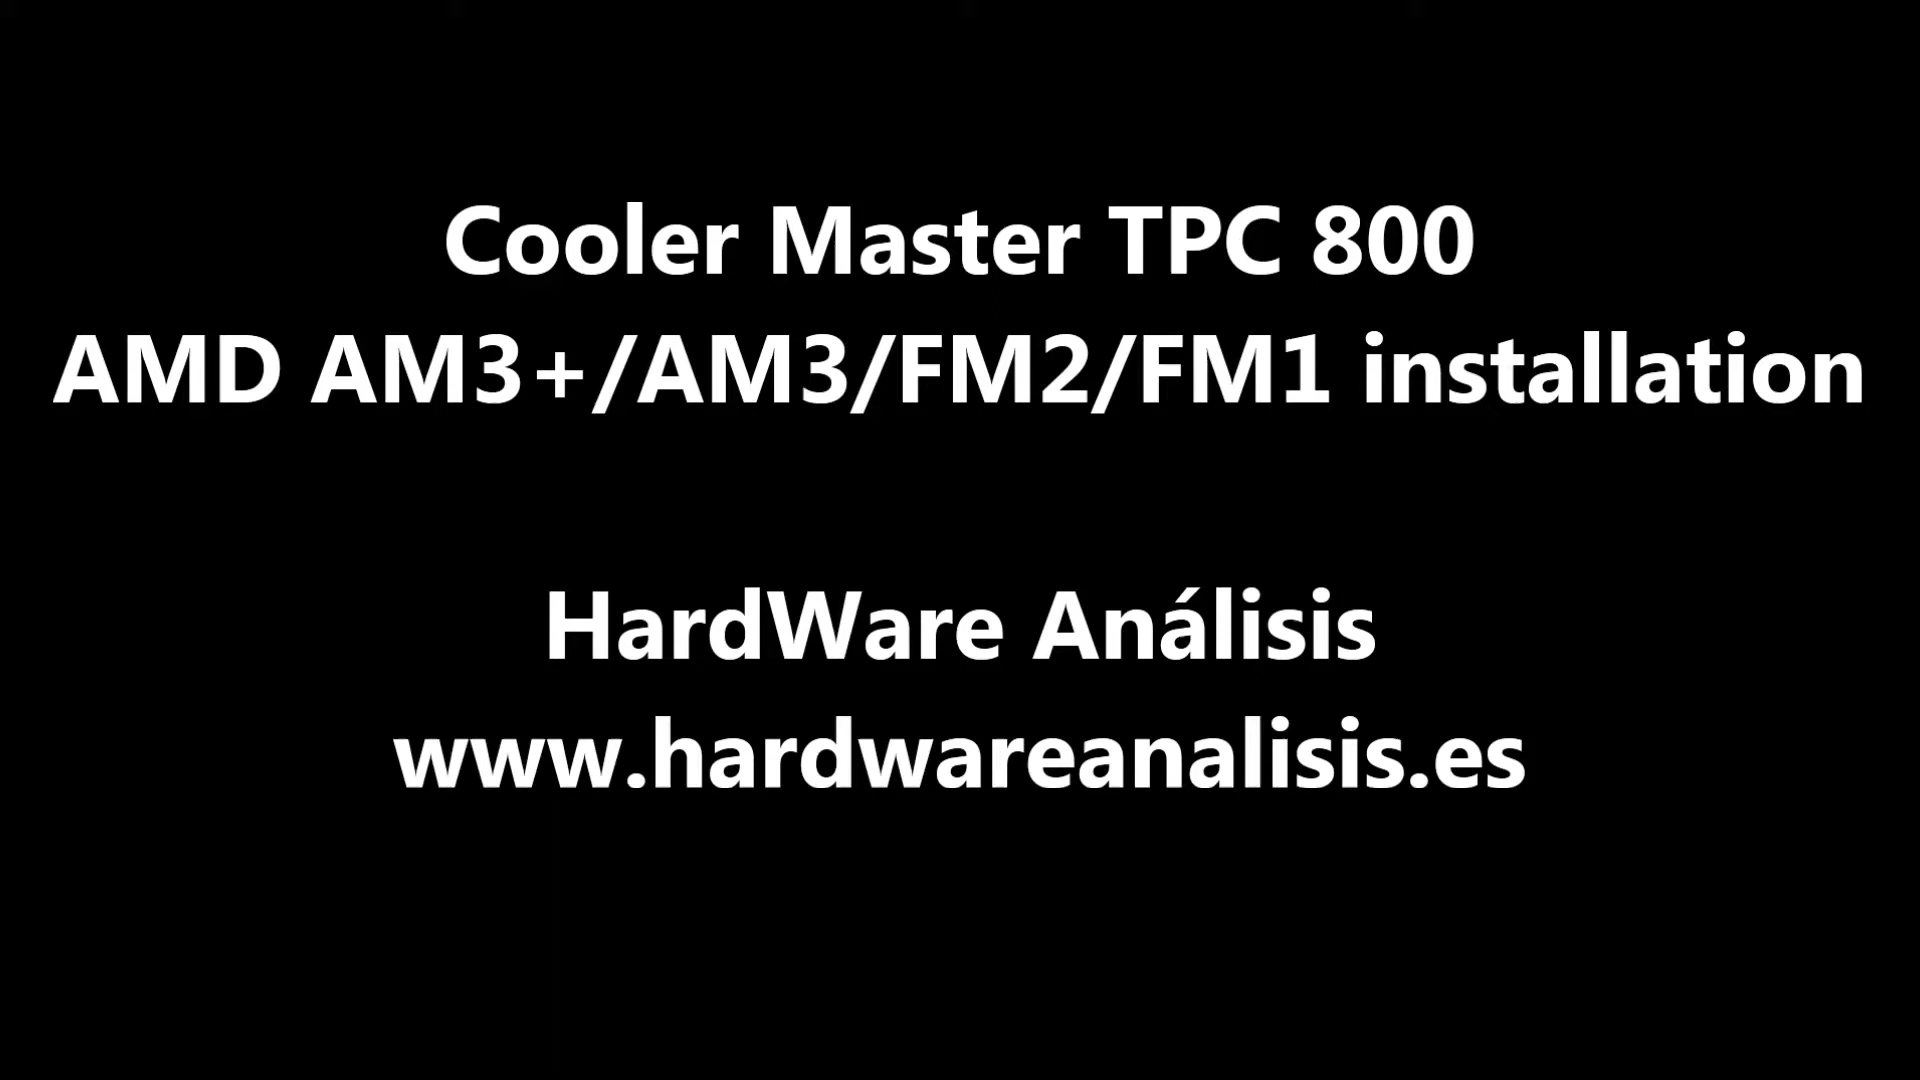 Cooler Master TPC 800
AMD AM3+/AM3/FM2/FM1 installation
HardWare Análisis
www.hardwareanalisis.es